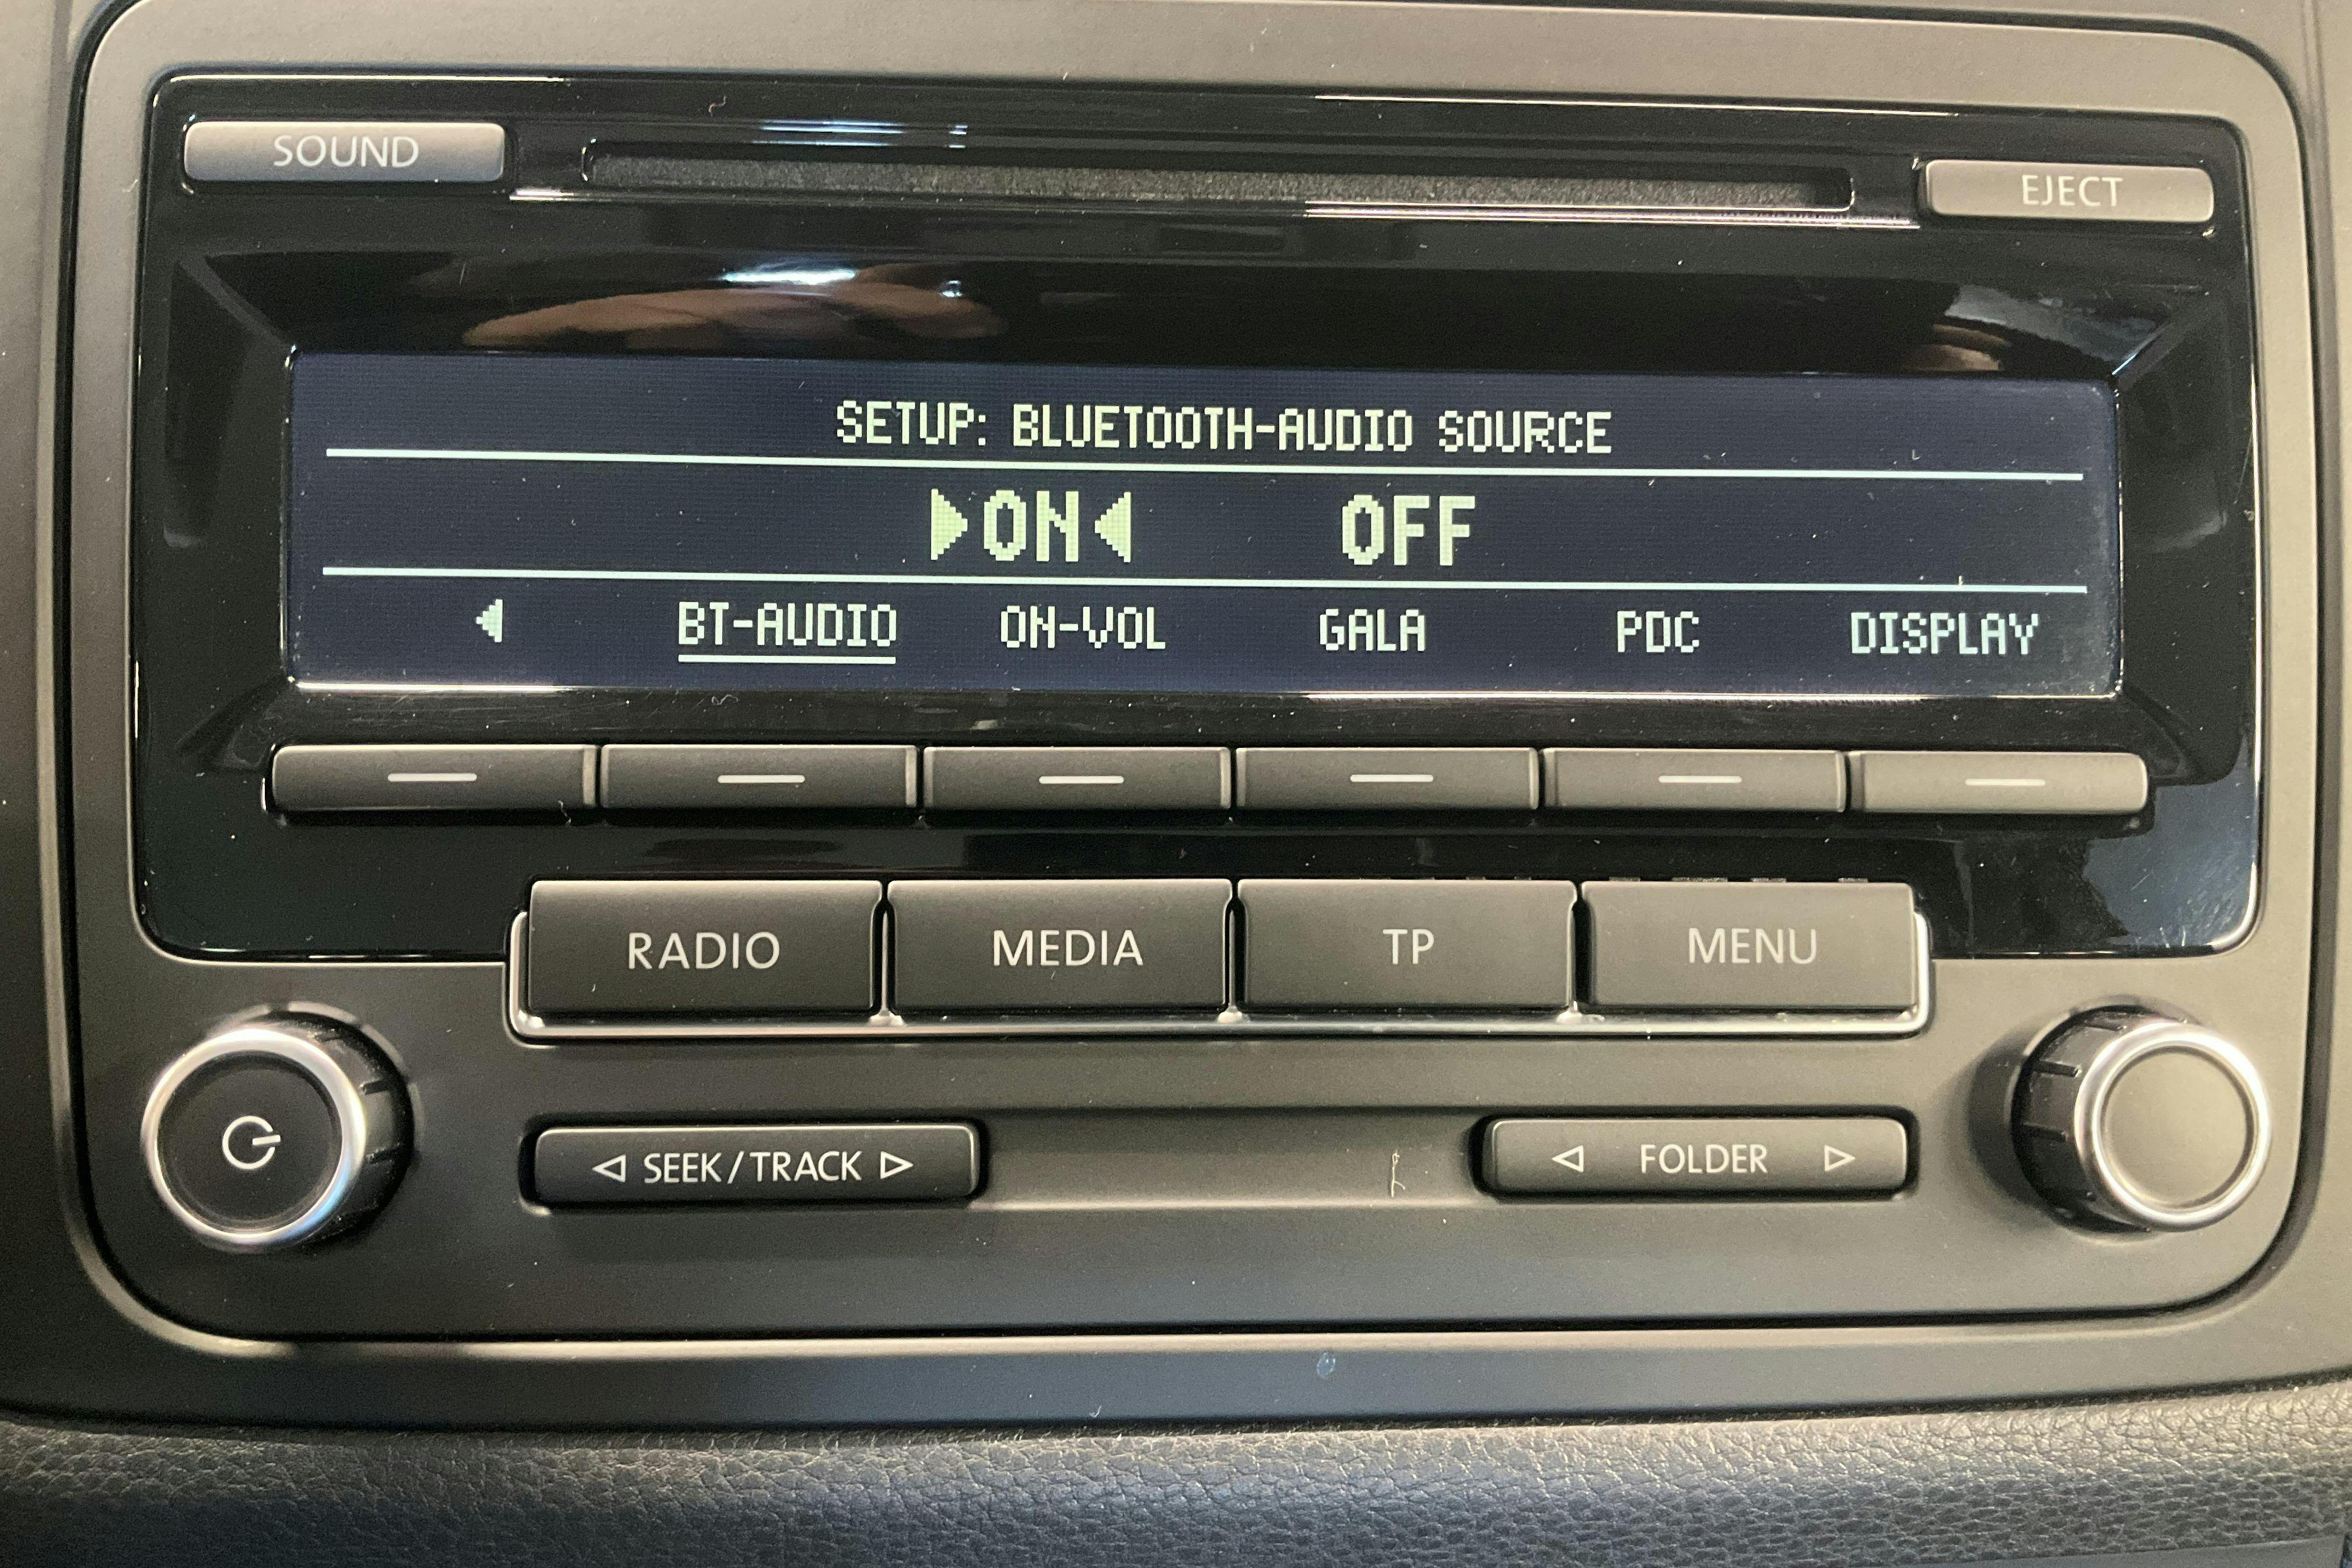 SOUND
EJECT
SETUP: BLUETOOTH-AUDIO SOURCE
ON OFF
BT-AUDIO ON-VOL GALA PDC DISPLAY
RADIO MEDIA TP MENU
SEEK/TRACK FOLDER